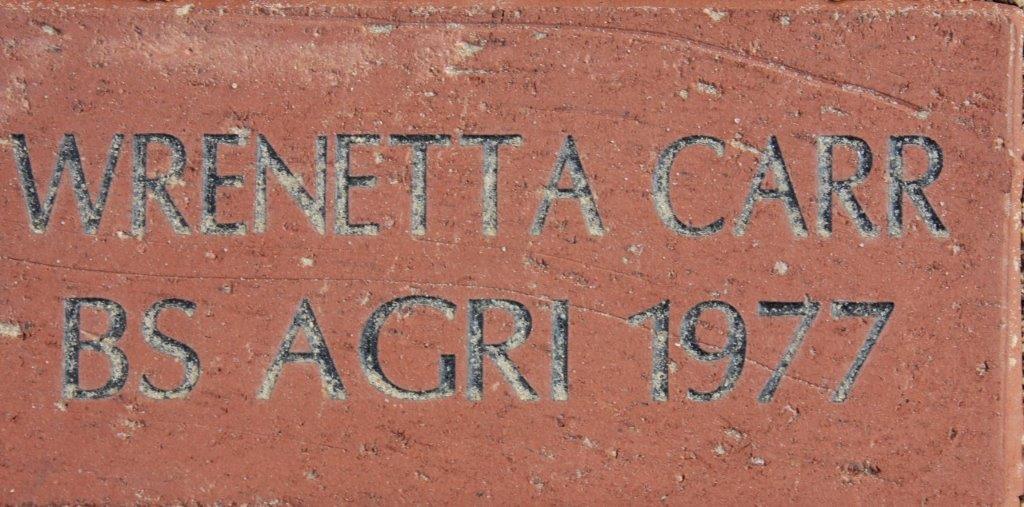 WRENETTA CARR
BS AGRI 1977